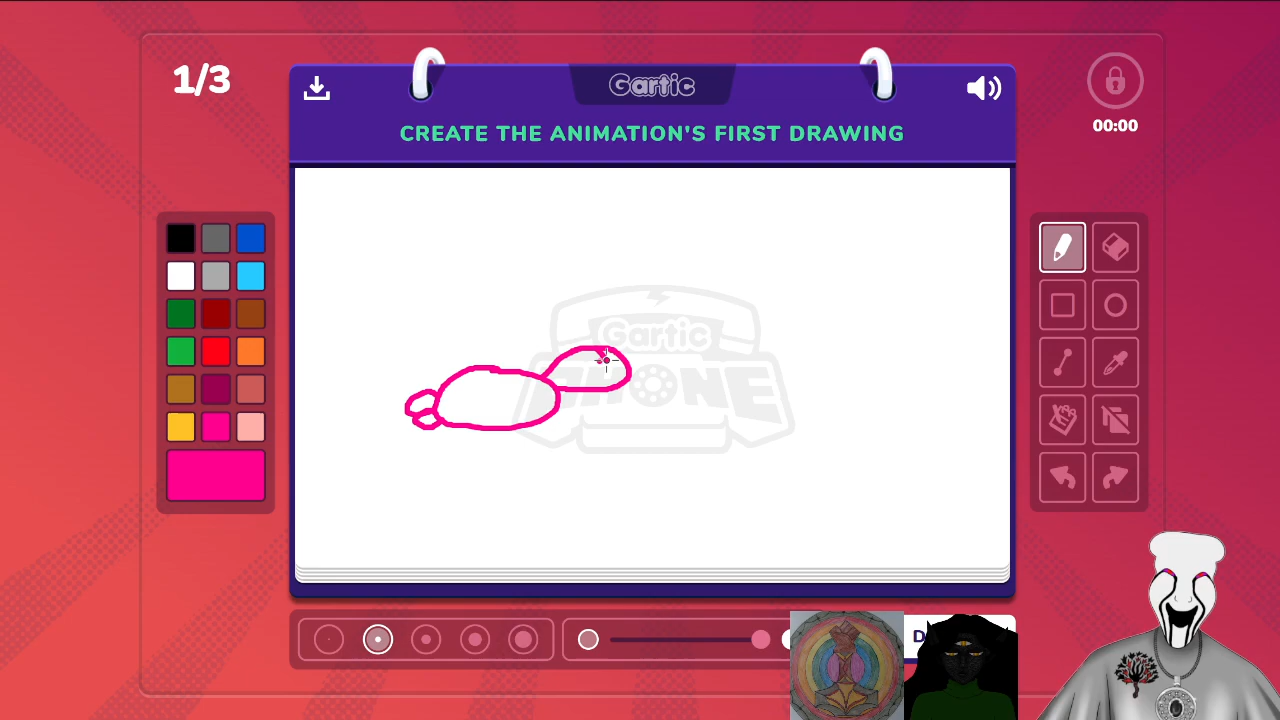 1/3
Gartic
CREATE THE ANIMATION'S FIRST DRAWING
00:00
Gartic
PHONE
D